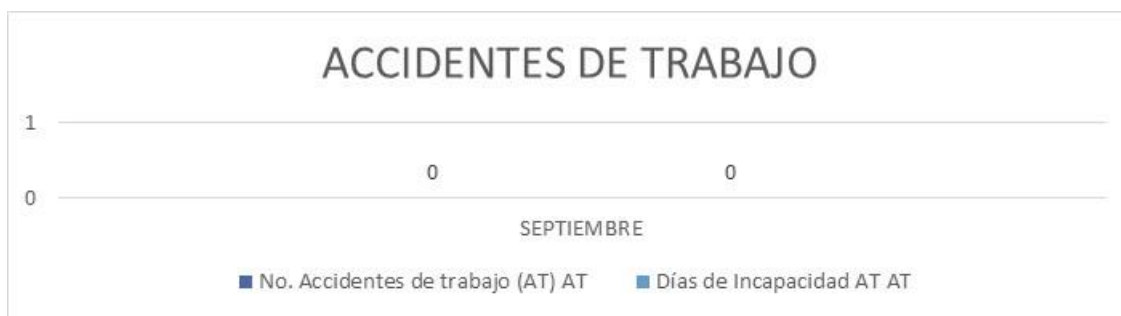 ACCIDENTES DE TRABAJO
1
0 0
0
SEPTIEMBRE
No. Accidentes de trabajo (AT) AT Días de Incapacidad AT AT